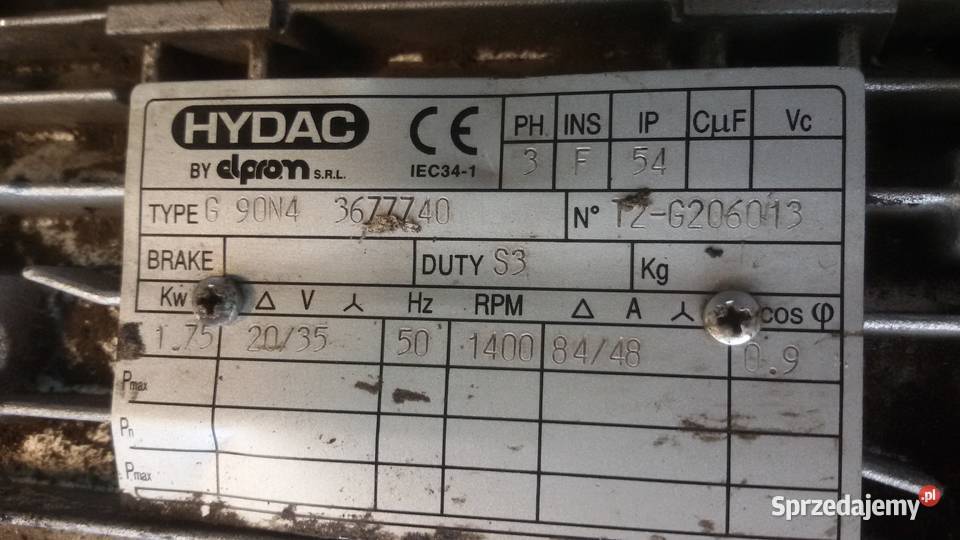 HYDAC
BY elprom S.R.L.
CE
IEC34-1
PH INS IP CµF Vc
3 F 54
TYPE G 90N4 3677740 N° 12-G206013
BRAKE DUTY S3 Kg
Kw △ V ⅄ Hz RPM △ A ⅄ cos φ
1.75 20/35 50 1400 84/48 0.9
Pmax
Pn
Pmax
Sprzedajemy.pl